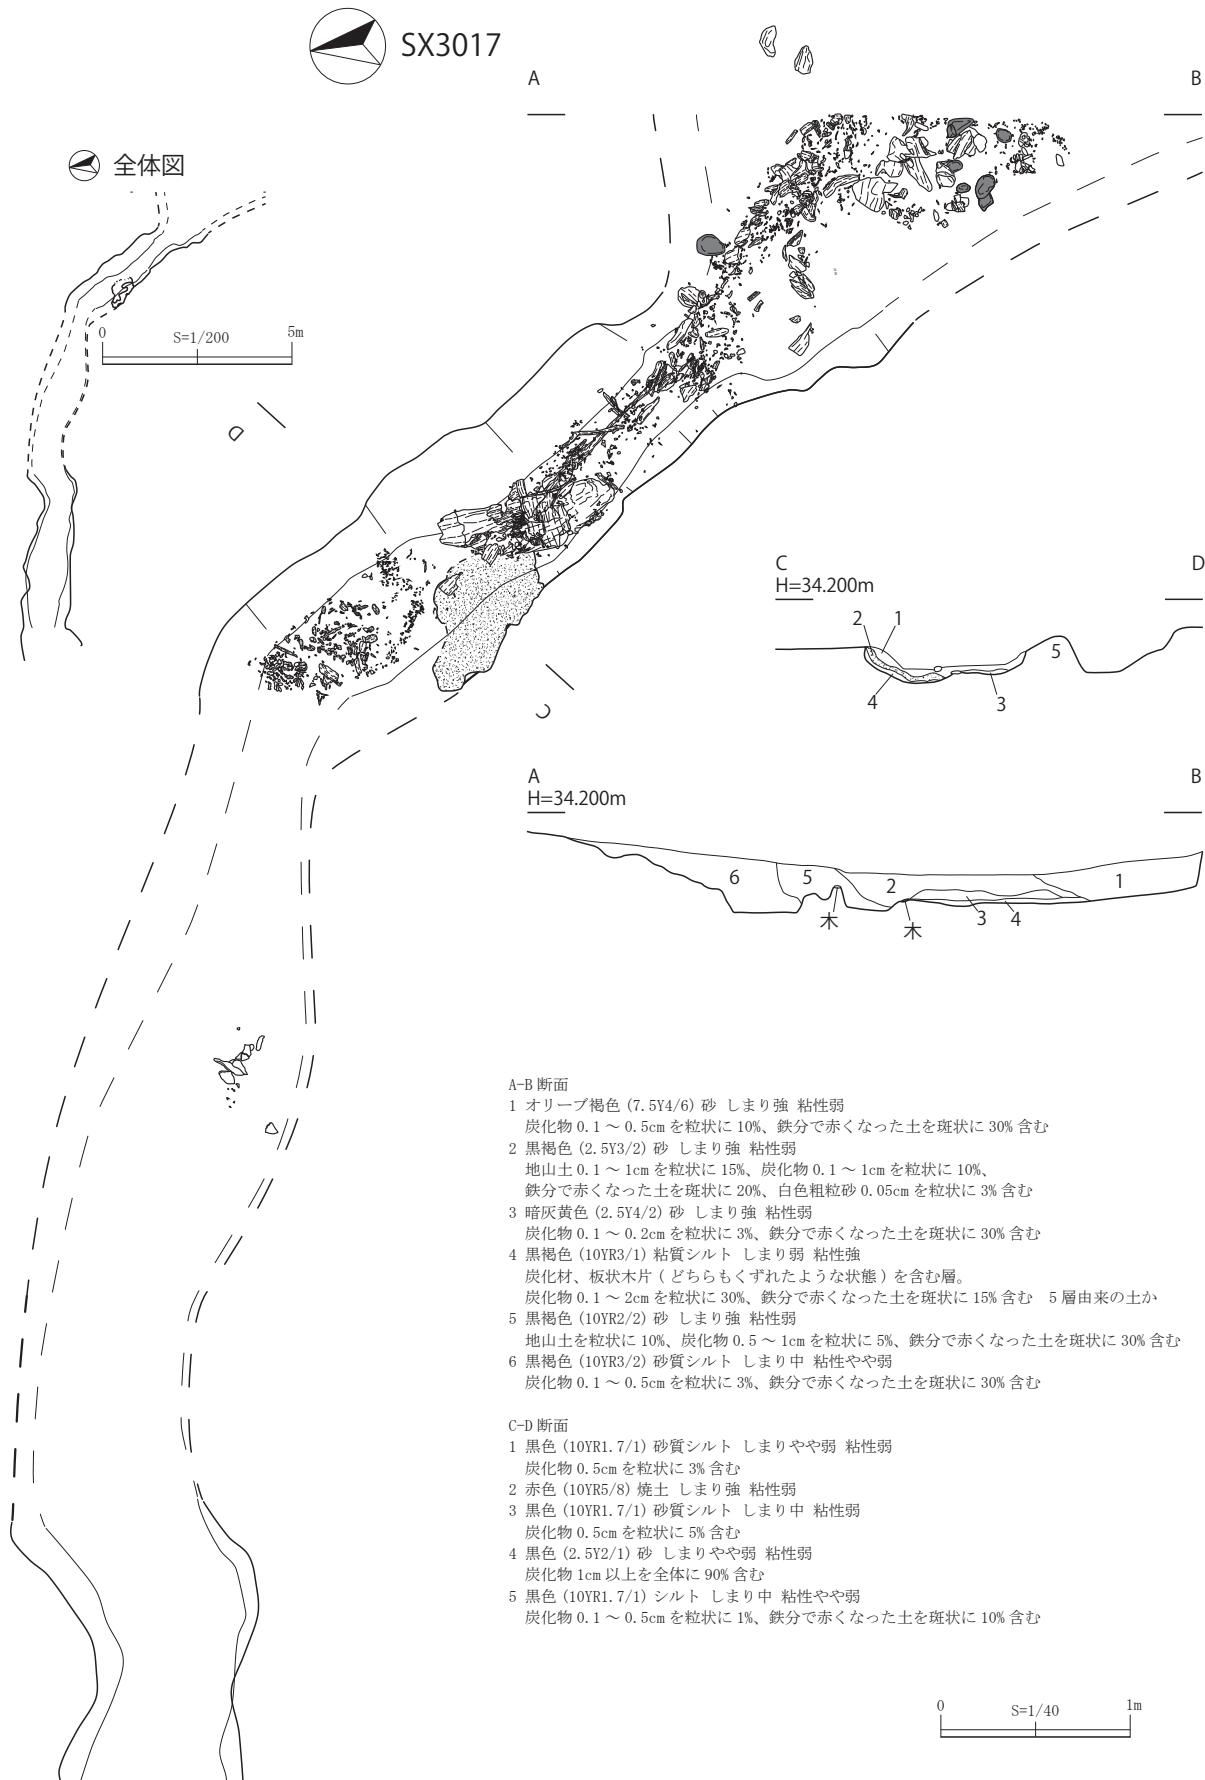 SX3017
A
B
全体図
0
S=1/200
5m
D
C
C
D
H=34.200m
2
1
5
4
3
A
B
H=34.200m
6
5
2
1
木
木
3
4
A-B 断面
1 オリーブ褐色 (7.5Y4/6) 砂 しまり強 粘性弱
炭化物 0.1 〜 0.5cm を粒状に 10%、鉄分で赤くなった土を斑状に 30% 含む
2 黒褐色 (2.5Y3/2) 砂 しまり強 粘性弱
地山土 0.1 〜 1cm を粒状に 15%、炭化物 0.1 〜 1cm を粒状に 10%、
鉄分で赤くなった土を斑状に 20%、白色粗粒砂 0.05cm を粒状に 3% 含む
3 暗灰黄色 (2.5Y4/2) 砂 しまり強 粘性弱
炭化物 0.1 〜 0.2cm を粒状に 3%、鉄分で赤くなった土を斑状に 30% 含む
4 黒褐色 (10YR3/1) 粘質シルト しまり弱 粘性強
炭化材、板状木片 ( どちらもくずれたような状態 ) を含む層。
炭化物 0.1 〜 2cm を粒状に 30%、鉄分で赤くなった土を斑状に 15% 含む 5 層由来の土か
5 黒褐色 (10YR2/2) 砂 しまり強 粘性弱
地山土を粒状に 10%、炭化物 0.5 〜 1cm を粒状に 5%、鉄分で赤くなった土を斑状に 30% 含む
6 黒褐色 (10YR3/2) 砂質シルト しまり中 粘性やや弱
炭化物 0.1 〜 0.5cm を粒状に 3%、鉄分で赤くなった土を斑状に 30% 含む
C-D 断面
1 黒色 (10YR1.7/1) 砂質シルト しまりやや弱 粘性弱
炭化物 0.5cm を粒状に 3% 含む
2 赤色 (10YR5/8) 焼土 しまり強 粘性弱
3 黒色 (10YR1.7/1) 砂質シルト しまり中 粘性弱
炭化物 0.5cm を粒状に 5% 含む
4 黒色 (2.5Y2/1) 砂 しまりやや弱 粘性弱
炭化物 1cm 以上を全体に 90% 含む
5 黒色 (10YR1.7/1) シルト しまり中 粘性やや弱
炭化物 0.1 〜 0.5cm を粒状に 1%、鉄分で赤くなった土を斑状に 10% 含む
0
S=1/40
1m